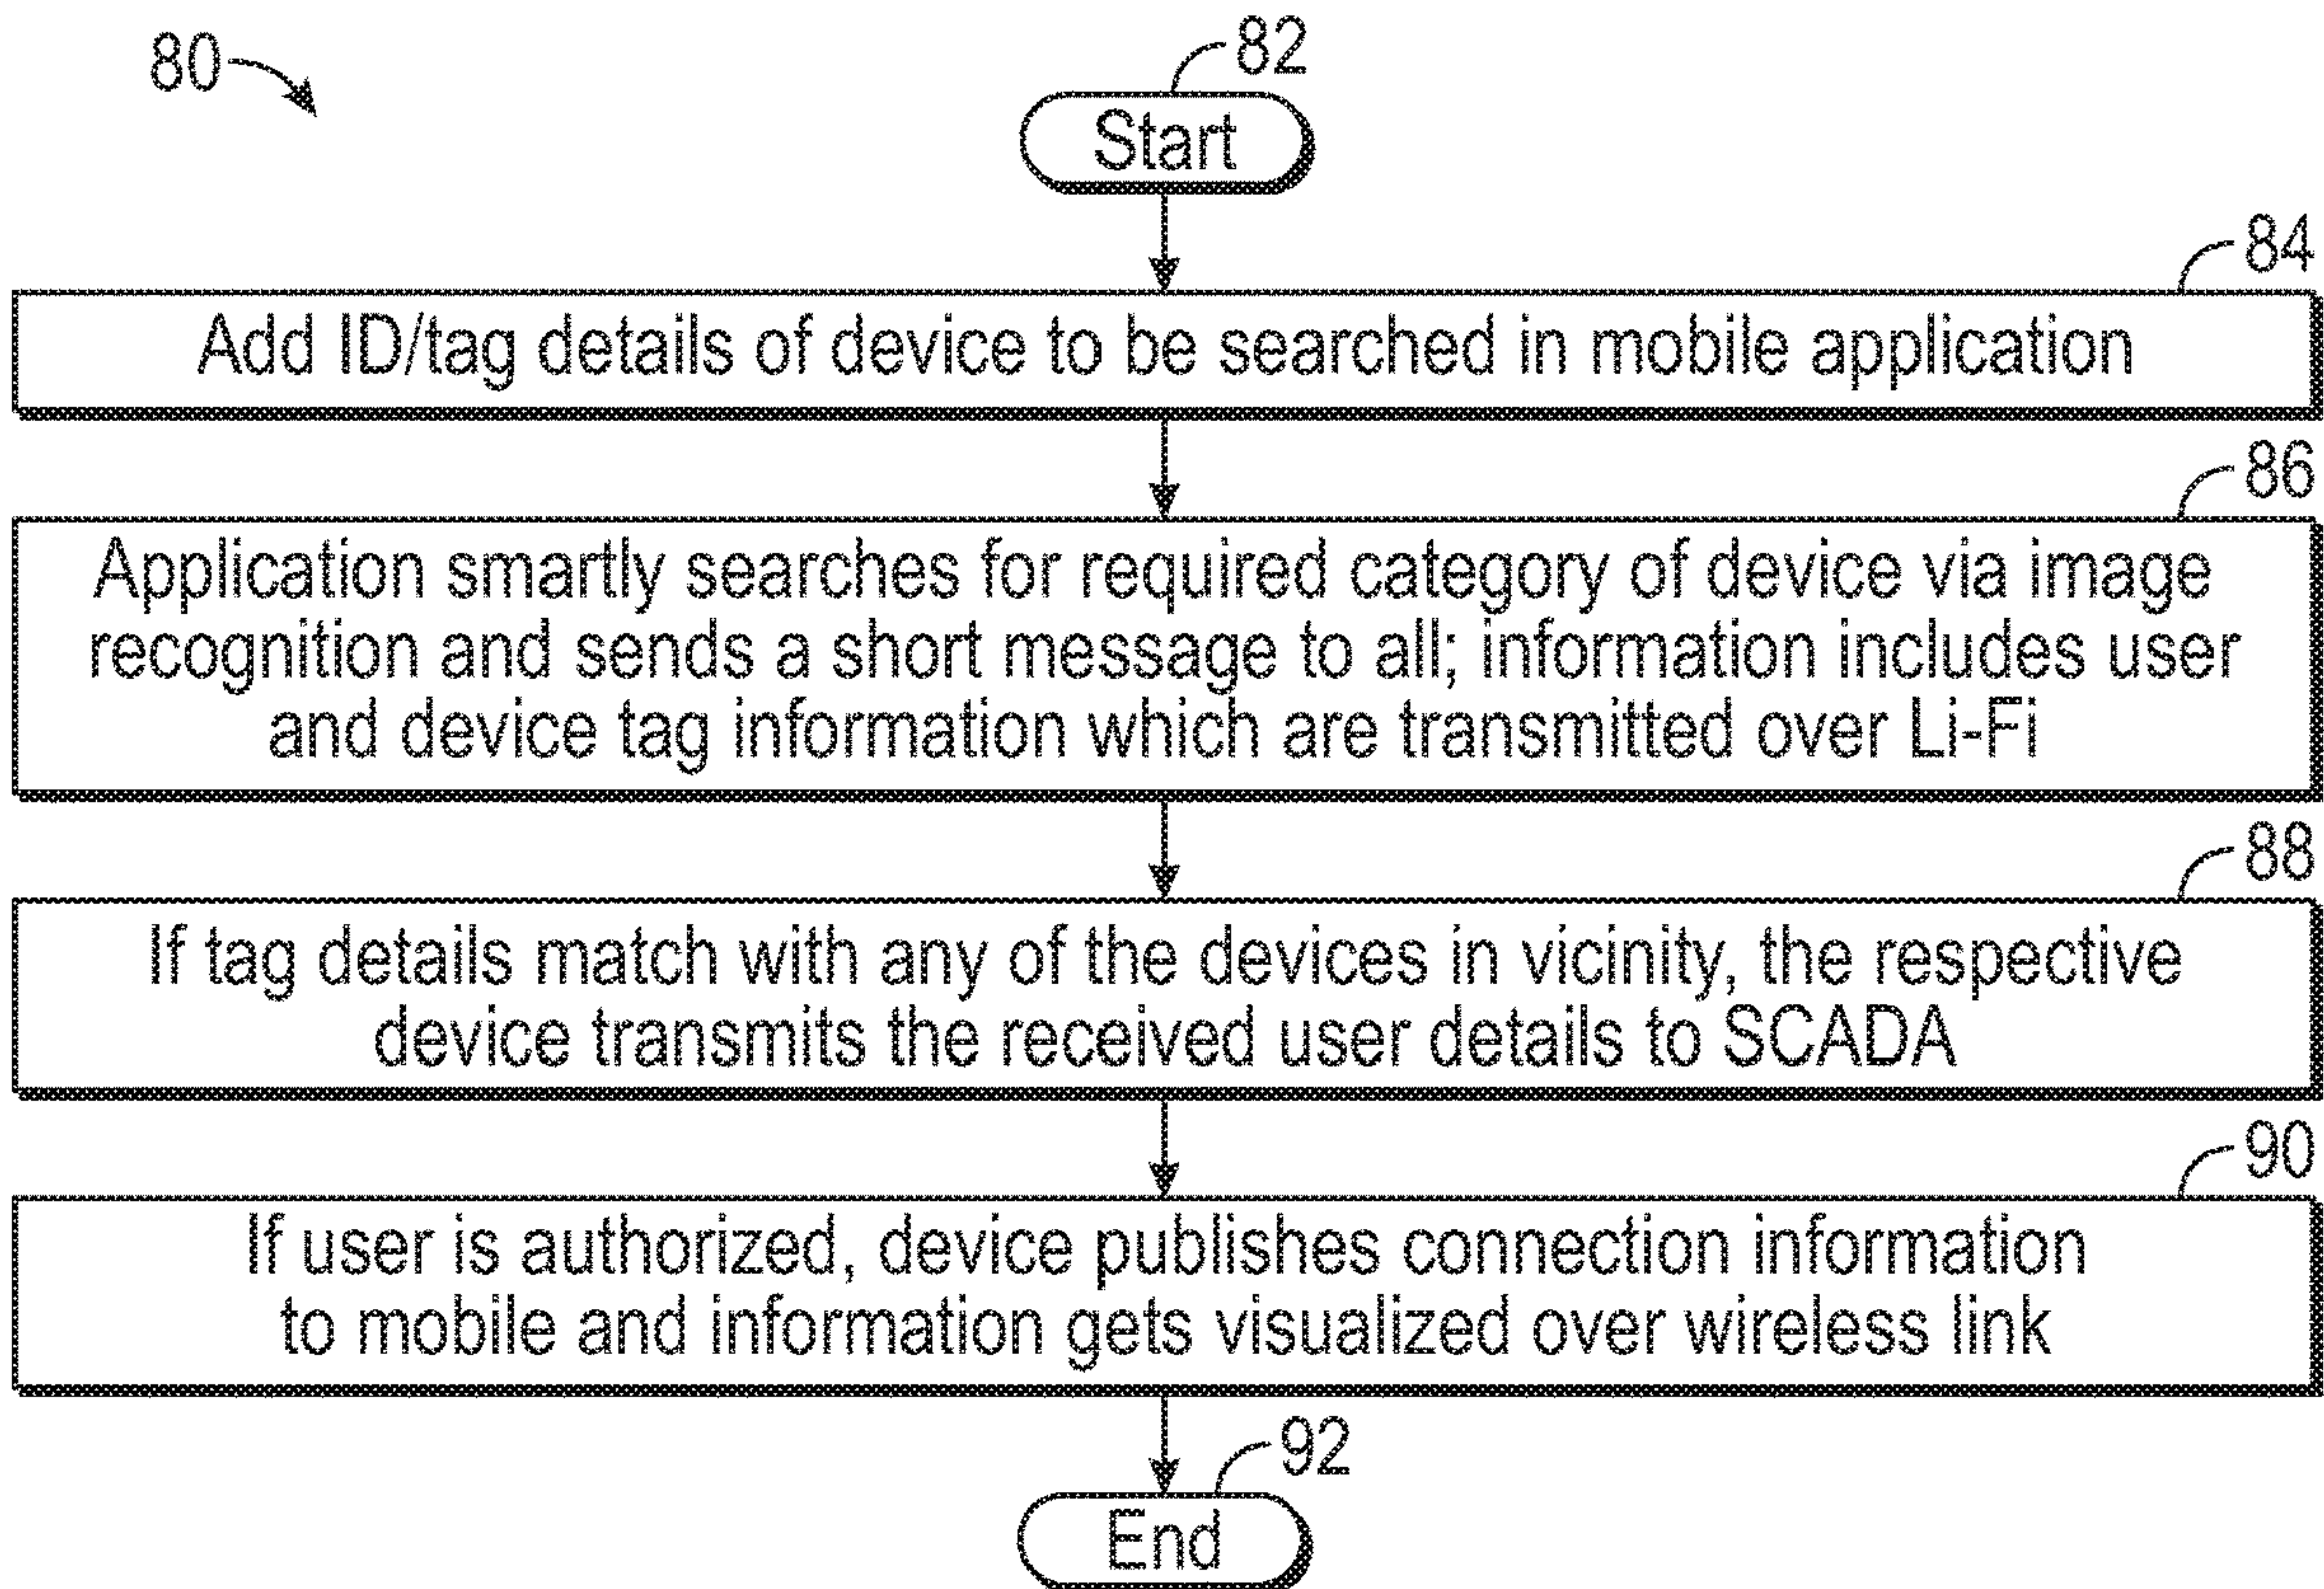 80
82
Start
84
Add ID/tag details of device to be searched in mobile application
86
Application smartly searches for required category of device via image
recognition and sends a short message to all; information includes user
and device tag information which are transmitted over Li-Fi
88
If tag details match with any of the devices in vicinity, the respective
device transmits the received user details to SCADA
90
If user is authorized, device publishes connection information
to mobile and information gets visualized over wireless link
92
End